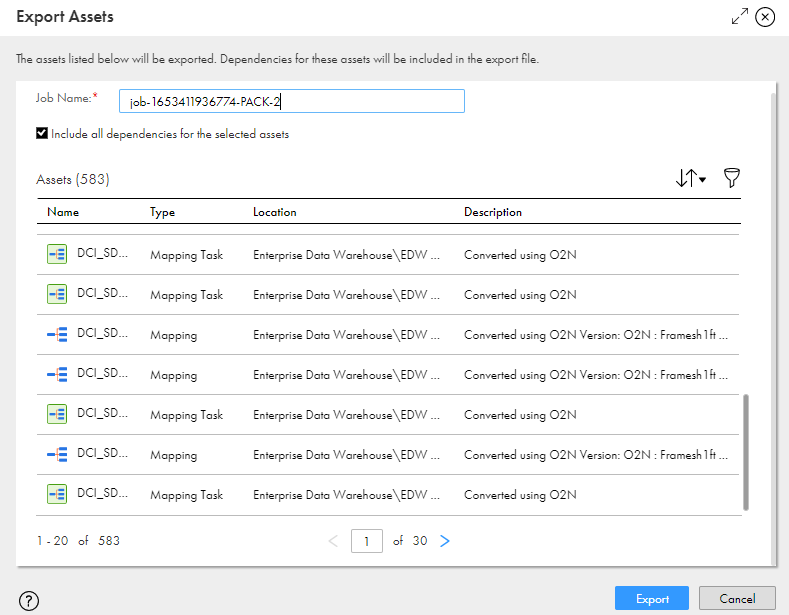 Export Assets
The assets listed below will be exported. Dependencies for these assets will be included in the export file.
Job Name:* job-1653411936774-PACK-2
Include all dependencies for the selected assets
Assets (583)
Name Type Location Description
DCI_SD... Mapping Task Enterprise Data Warehouse\EDW ... Converted using O2N
DCI_SD... Mapping Task Enterprise Data Warehouse\EDW ... Converted using O2N
DCI_SD... Mapping Enterprise Data Warehouse\EDW ... Converted using O2N Version: O2N : Framesh1ft ...
DCI_SD... Mapping Enterprise Data Warehouse\EDW ... Converted using O2N Version: O2N : Framesh1ft ...
DCI_SD... Mapping Task Enterprise Data Warehouse\EDW ... Converted using O2N
DCI_SD... Mapping Enterprise Data Warehouse\EDW ... Converted using O2N Version: O2N : Framesh1ft ...
DCI_SD... Mapping Task Enterprise Data Warehouse\EDW ... Converted using O2N
1 - 20 of 583 < 1 of 30 >
? Export Cancel